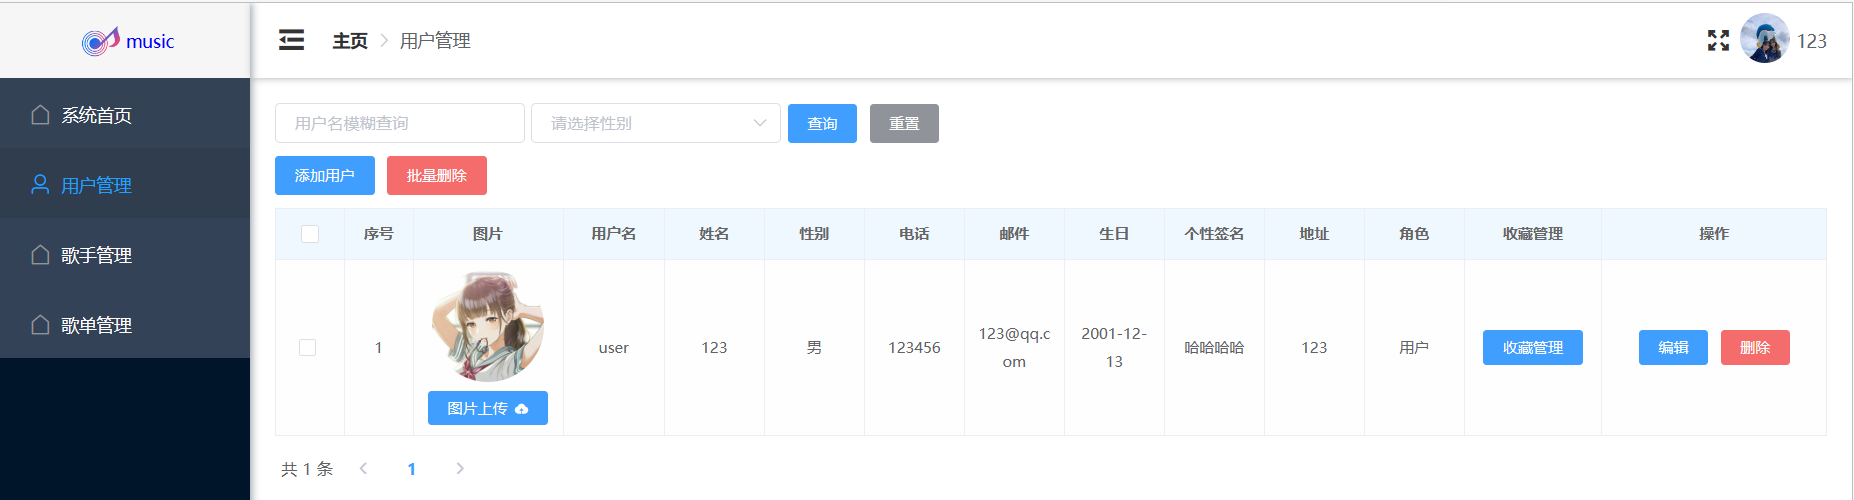 music
主页 > 用户管理
123
系统首页
用户管理
歌手管理
歌单管理
用户名模糊查询 请选择性别 查询 重置
添加用户 批量删除
序号 图片 用户名 姓名 性别 电话 邮件 生日 个性签名 地址 角色 收藏管理 操作
1 user 123 男 123456 123@qq.c 2001-12- 哈哈哈哈 123 用户 收藏管理 编辑 删除
om 13
图片上传
共 1 条 < 1 >